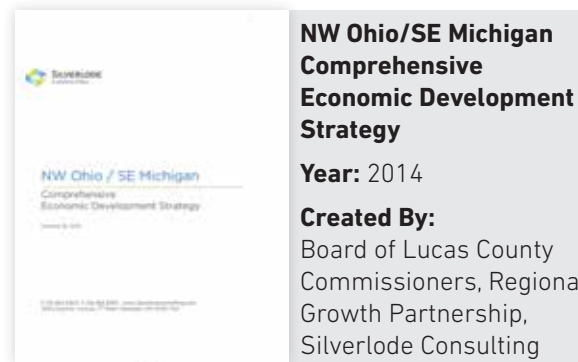 SILVERLODE
NW Ohio / SE Michigan
Comprehensive
Economic Development Strategy
NW Ohio/SE Michigan
Comprehensive
Economic Development
Strategy
Year: 2014
Created By:
Board of Lucas County
Commissioners, Regiona
Growth Partnership,
Silverlode Consulting